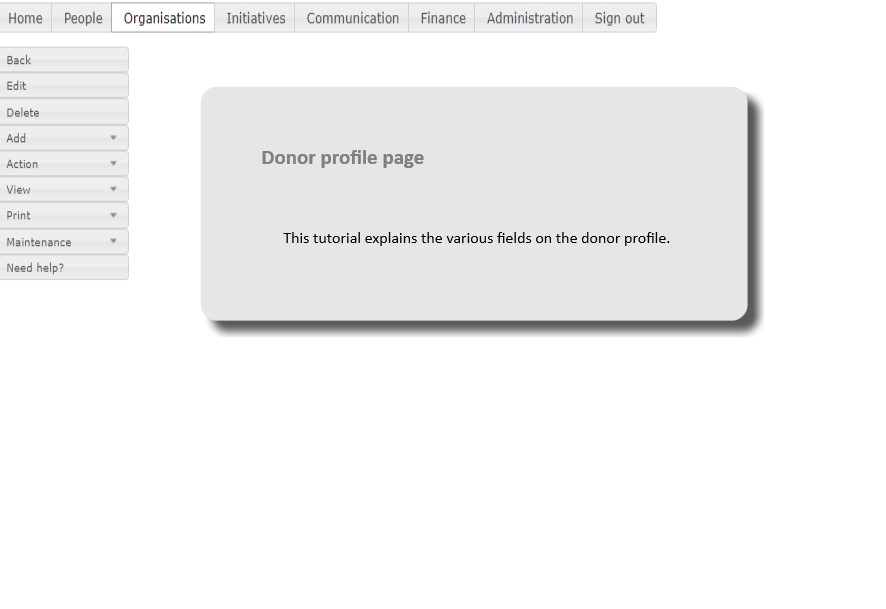 Home People Organisations Initiatives Communication Finance Administration Sign out
Back
Edit
Delete
Add
Action
View
Print
Maintenance
Need help?
Donor profile page
This tutorial explains the various fields on the donor profile.